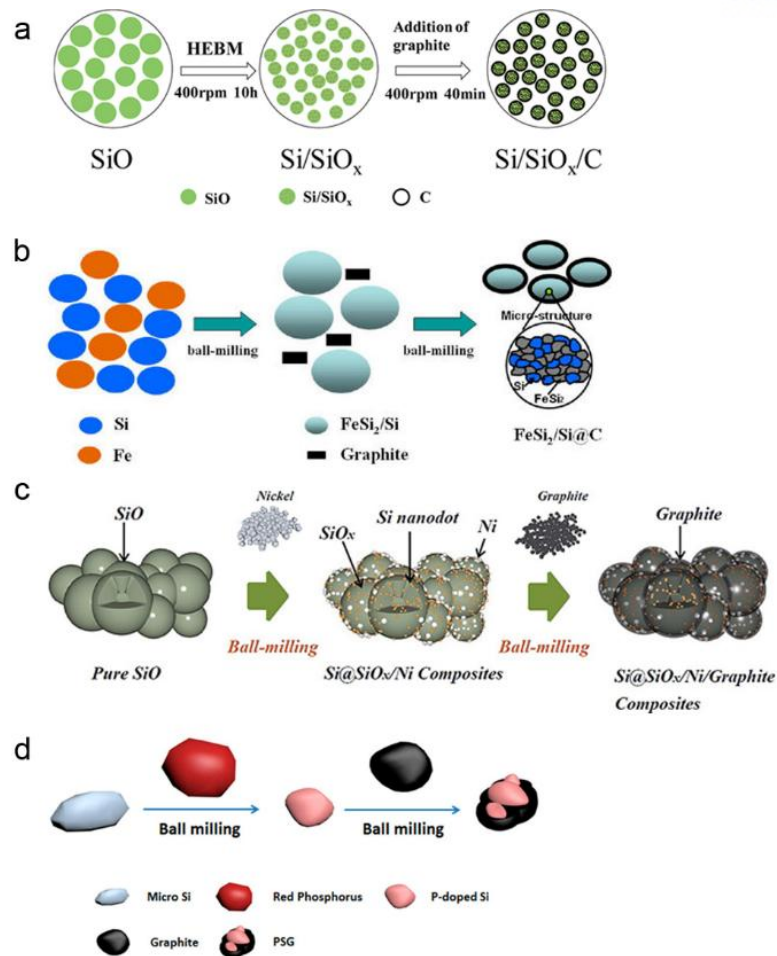 a
HEBM
400rpm 10h
Addition of
graphite
400rpm 40min
SiO
Si/SiOx
Si/SiOx/C
SiO
Si/SiOx
C
b
ball-milling
ball-milling
Micro-structure
Si
FeSi2
Si
Fe
FeSi2/Si
Graphite
FeSi2/Si@C
c
SiO
Nickel
SiOx
Si nanodot
Ni
Graphite
Graphite
Ball-milling
Ball-milling
Pure SiO
Si@SiOx/Ni Composites
Si@SiOx/Ni/Graphite
Composites
d
Ball milling
Ball milling
Micro Si
Red Phosphorus
P-doped Si
Graphite
PSG